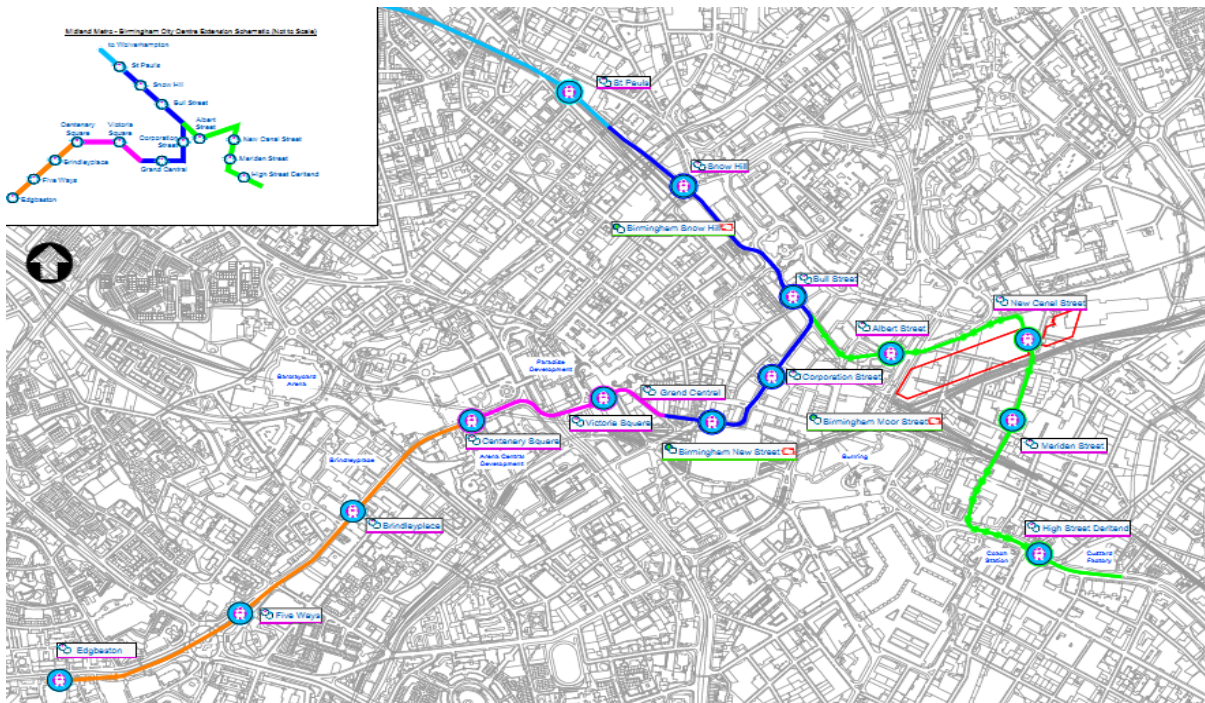 Midland Metro - Birmingham City Centre Extension Schematic (Not to Scale)
to Wolverhampton
St Pauls
Snow Hill
Bull Street
Albert
Street
Centenary
Square
Victoria
Square
Corporation
Street
New Canal Street
Brindleyplace
Grand Central
Meriden Street
Five Ways
High Street Deritend
Edgbaston
St Pauls
Snow Hill
Birmingham Snow Hill
Bull Street
New Canal Street
Albert Street
Paradise
Development
Barclaycard
Arena
Corporation Street
Grand Central
Victoria Square
Birmingham Moor Street
Centenary Square
Meriden Street
Birmingham New Street
Bullring
Brindleyplace
Arena Central
Development
Brindleyplace
High Street Deritend
Coach
Station
Custard
Factory
Five Ways
Edgbaston